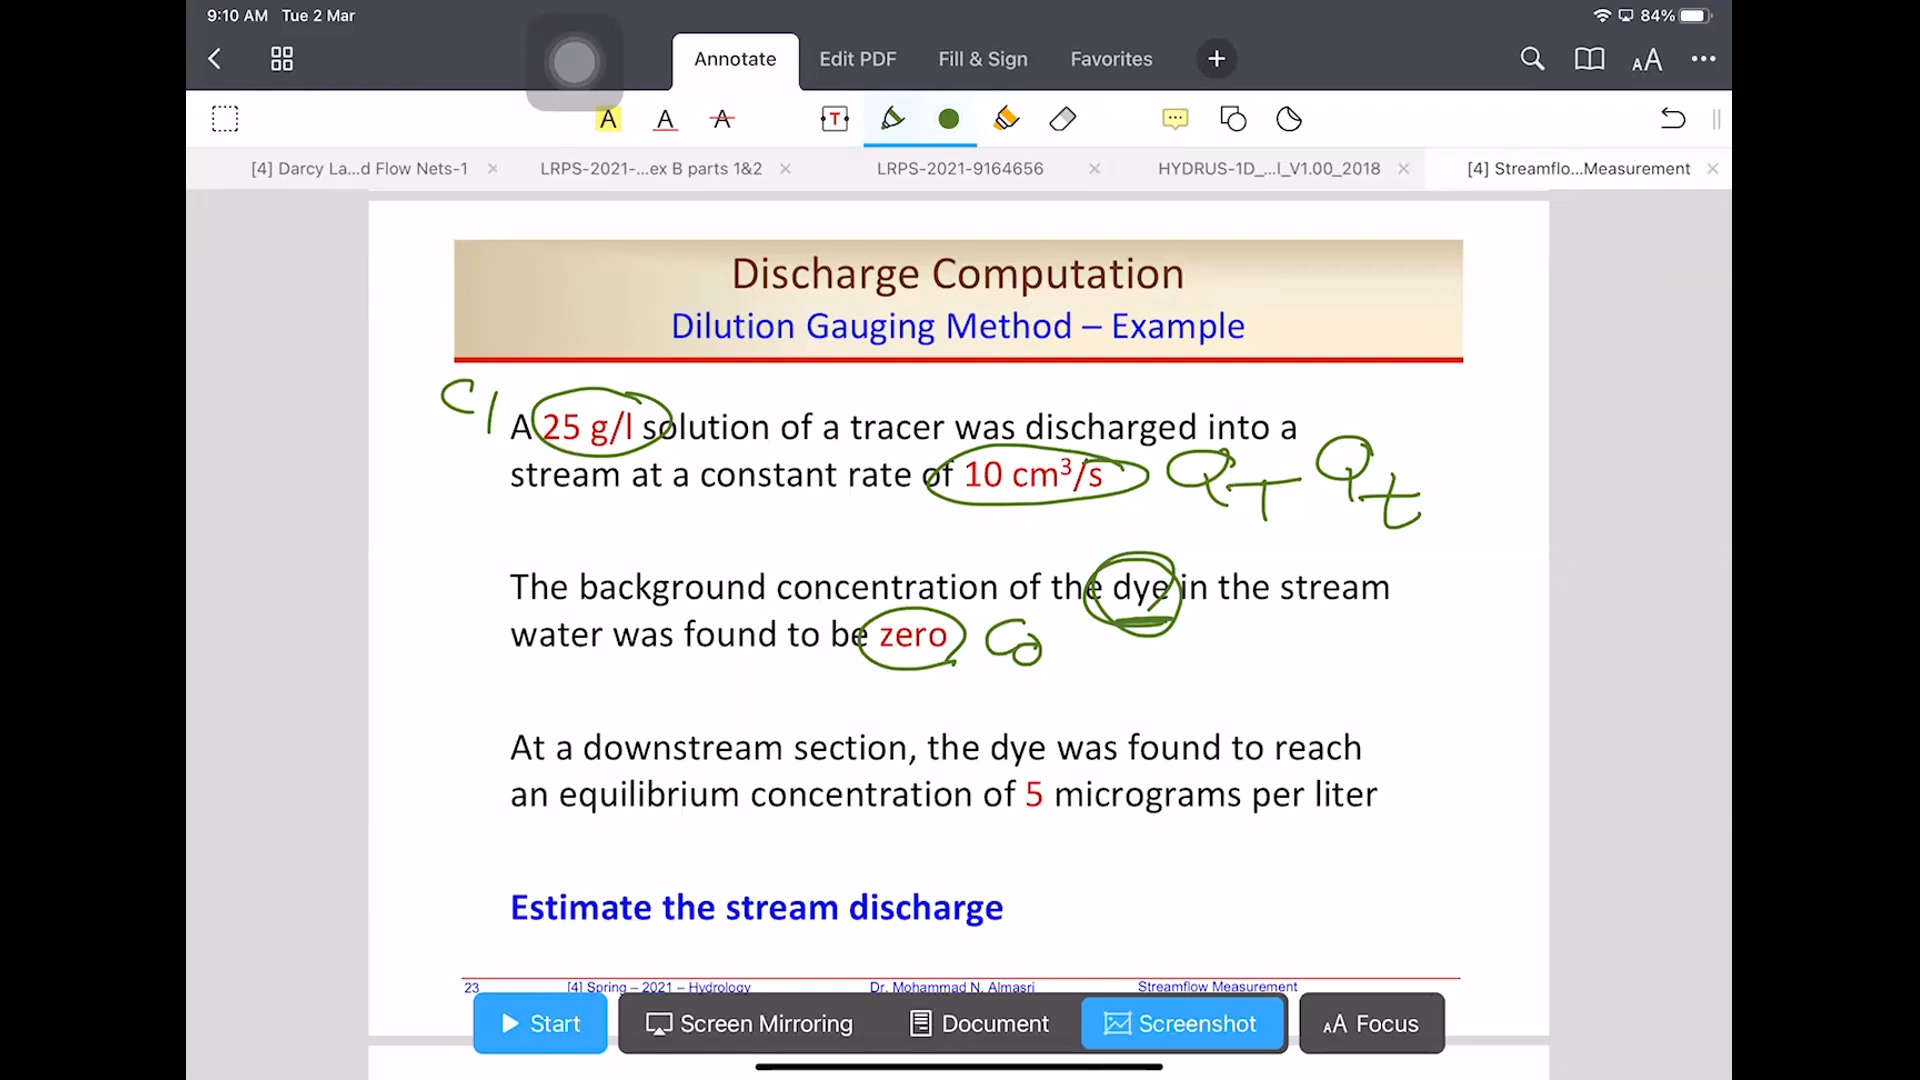 9:10 AM Tue 2 Mar 84%
Annotate Edit PDF Fill & Sign Favorites
[4] Darcy La...d Flow Nets-1 LRPS-2021-...ex B parts 1&2 LRPS-2021-9164656 HYDRUS-1D_...l_V1.00_2018 [4] Streamflo...Measurement
Discharge Computation
Dilution Gauging Method – Example
C1
A 25 g/l solution of a tracer was discharged into a
stream at a constant rate of 10 cm³/s QT Qt
The background concentration of the dye in the stream
water was found to be zero C0
At a downstream section, the dye was found to reach
an equilibrium concentration of 5 micrograms per liter
Estimate the stream discharge
23 [4] Spring – 2021 – Hydrology Dr. Mohammad N. Almasri Streamflow Measurement
Start Screen Mirroring Document Screenshot AA Focus